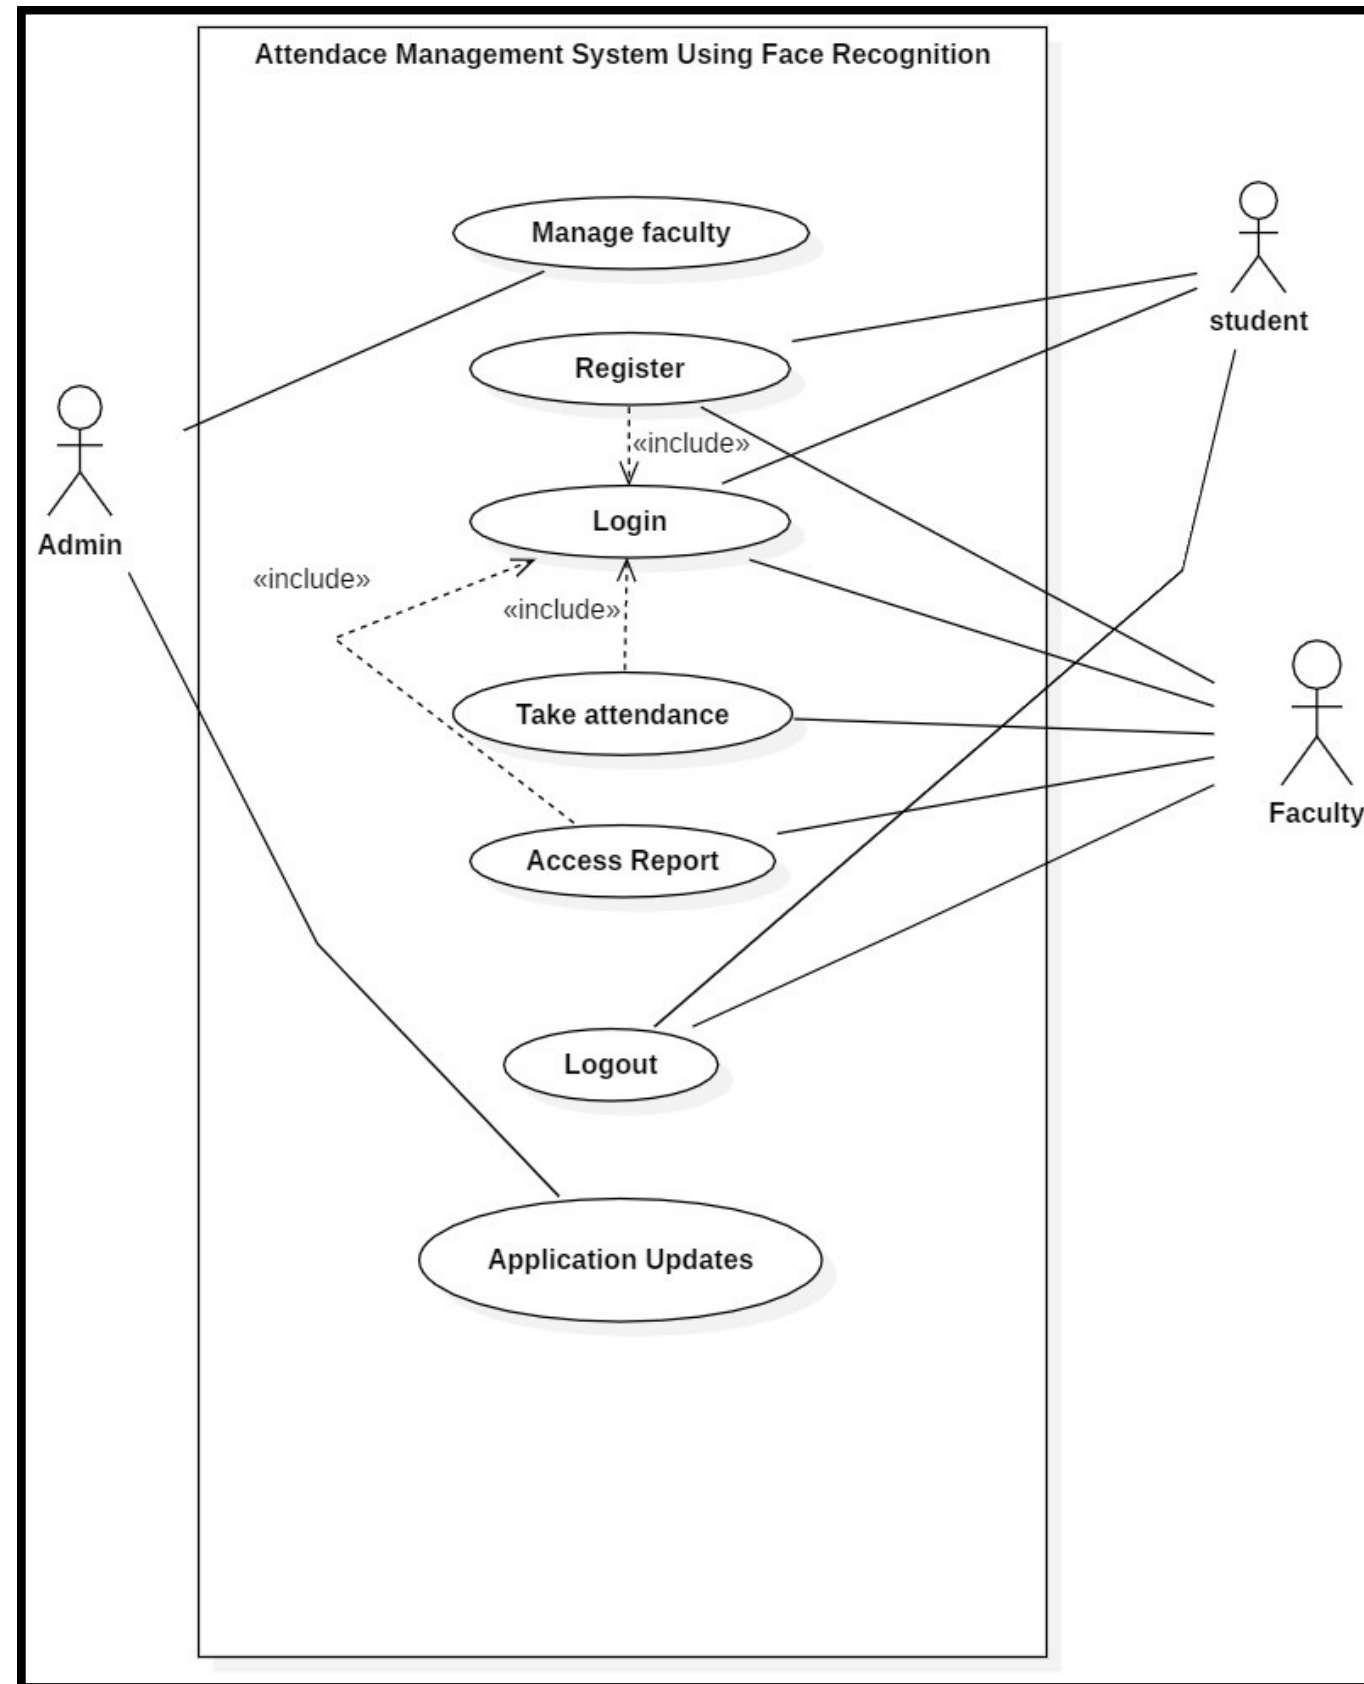 Attendace Management System Using Face Recognition
Manage faculty
student
Register
«include»
Login
Admin
«include»
«include»
Take attendance
Faculty
Access Report
Logout
Application Updates